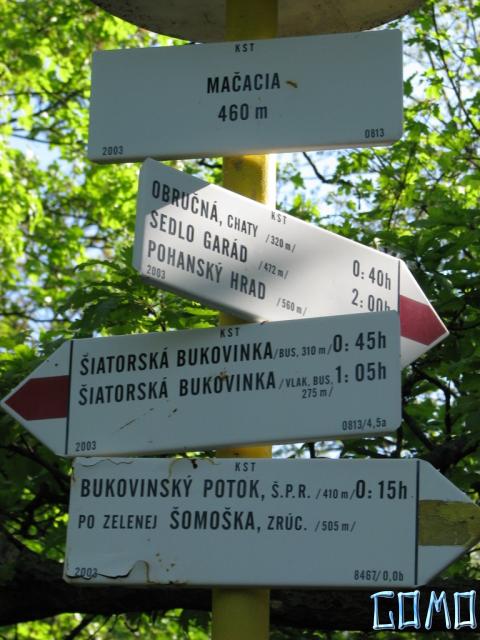 KST
MAČACIA
460 m
2003 0813
KST
OBRUČNÁ, CHATY /320 m/ 0:40h
SEDLO GARÁD /472 m/ 2:00h
POHANSKÝ HRAD /560 m/
2003
KST
ŠIATORSKÁ BUKOVINKA /BUS, 310 m/ 0:45h
ŠIATORSKÁ BUKOVINKA /VLAK, BUS, 275 m/ 1:05h
2003 0813/4,5a
KST
BUKOVINSKÝ POTOK, Š.P.R. /410 m/ 0:15h
PO ZELENEJ ŠOMOŠKA, ZRÚC. /505 m/
2003 8467/0,0b
GOMO